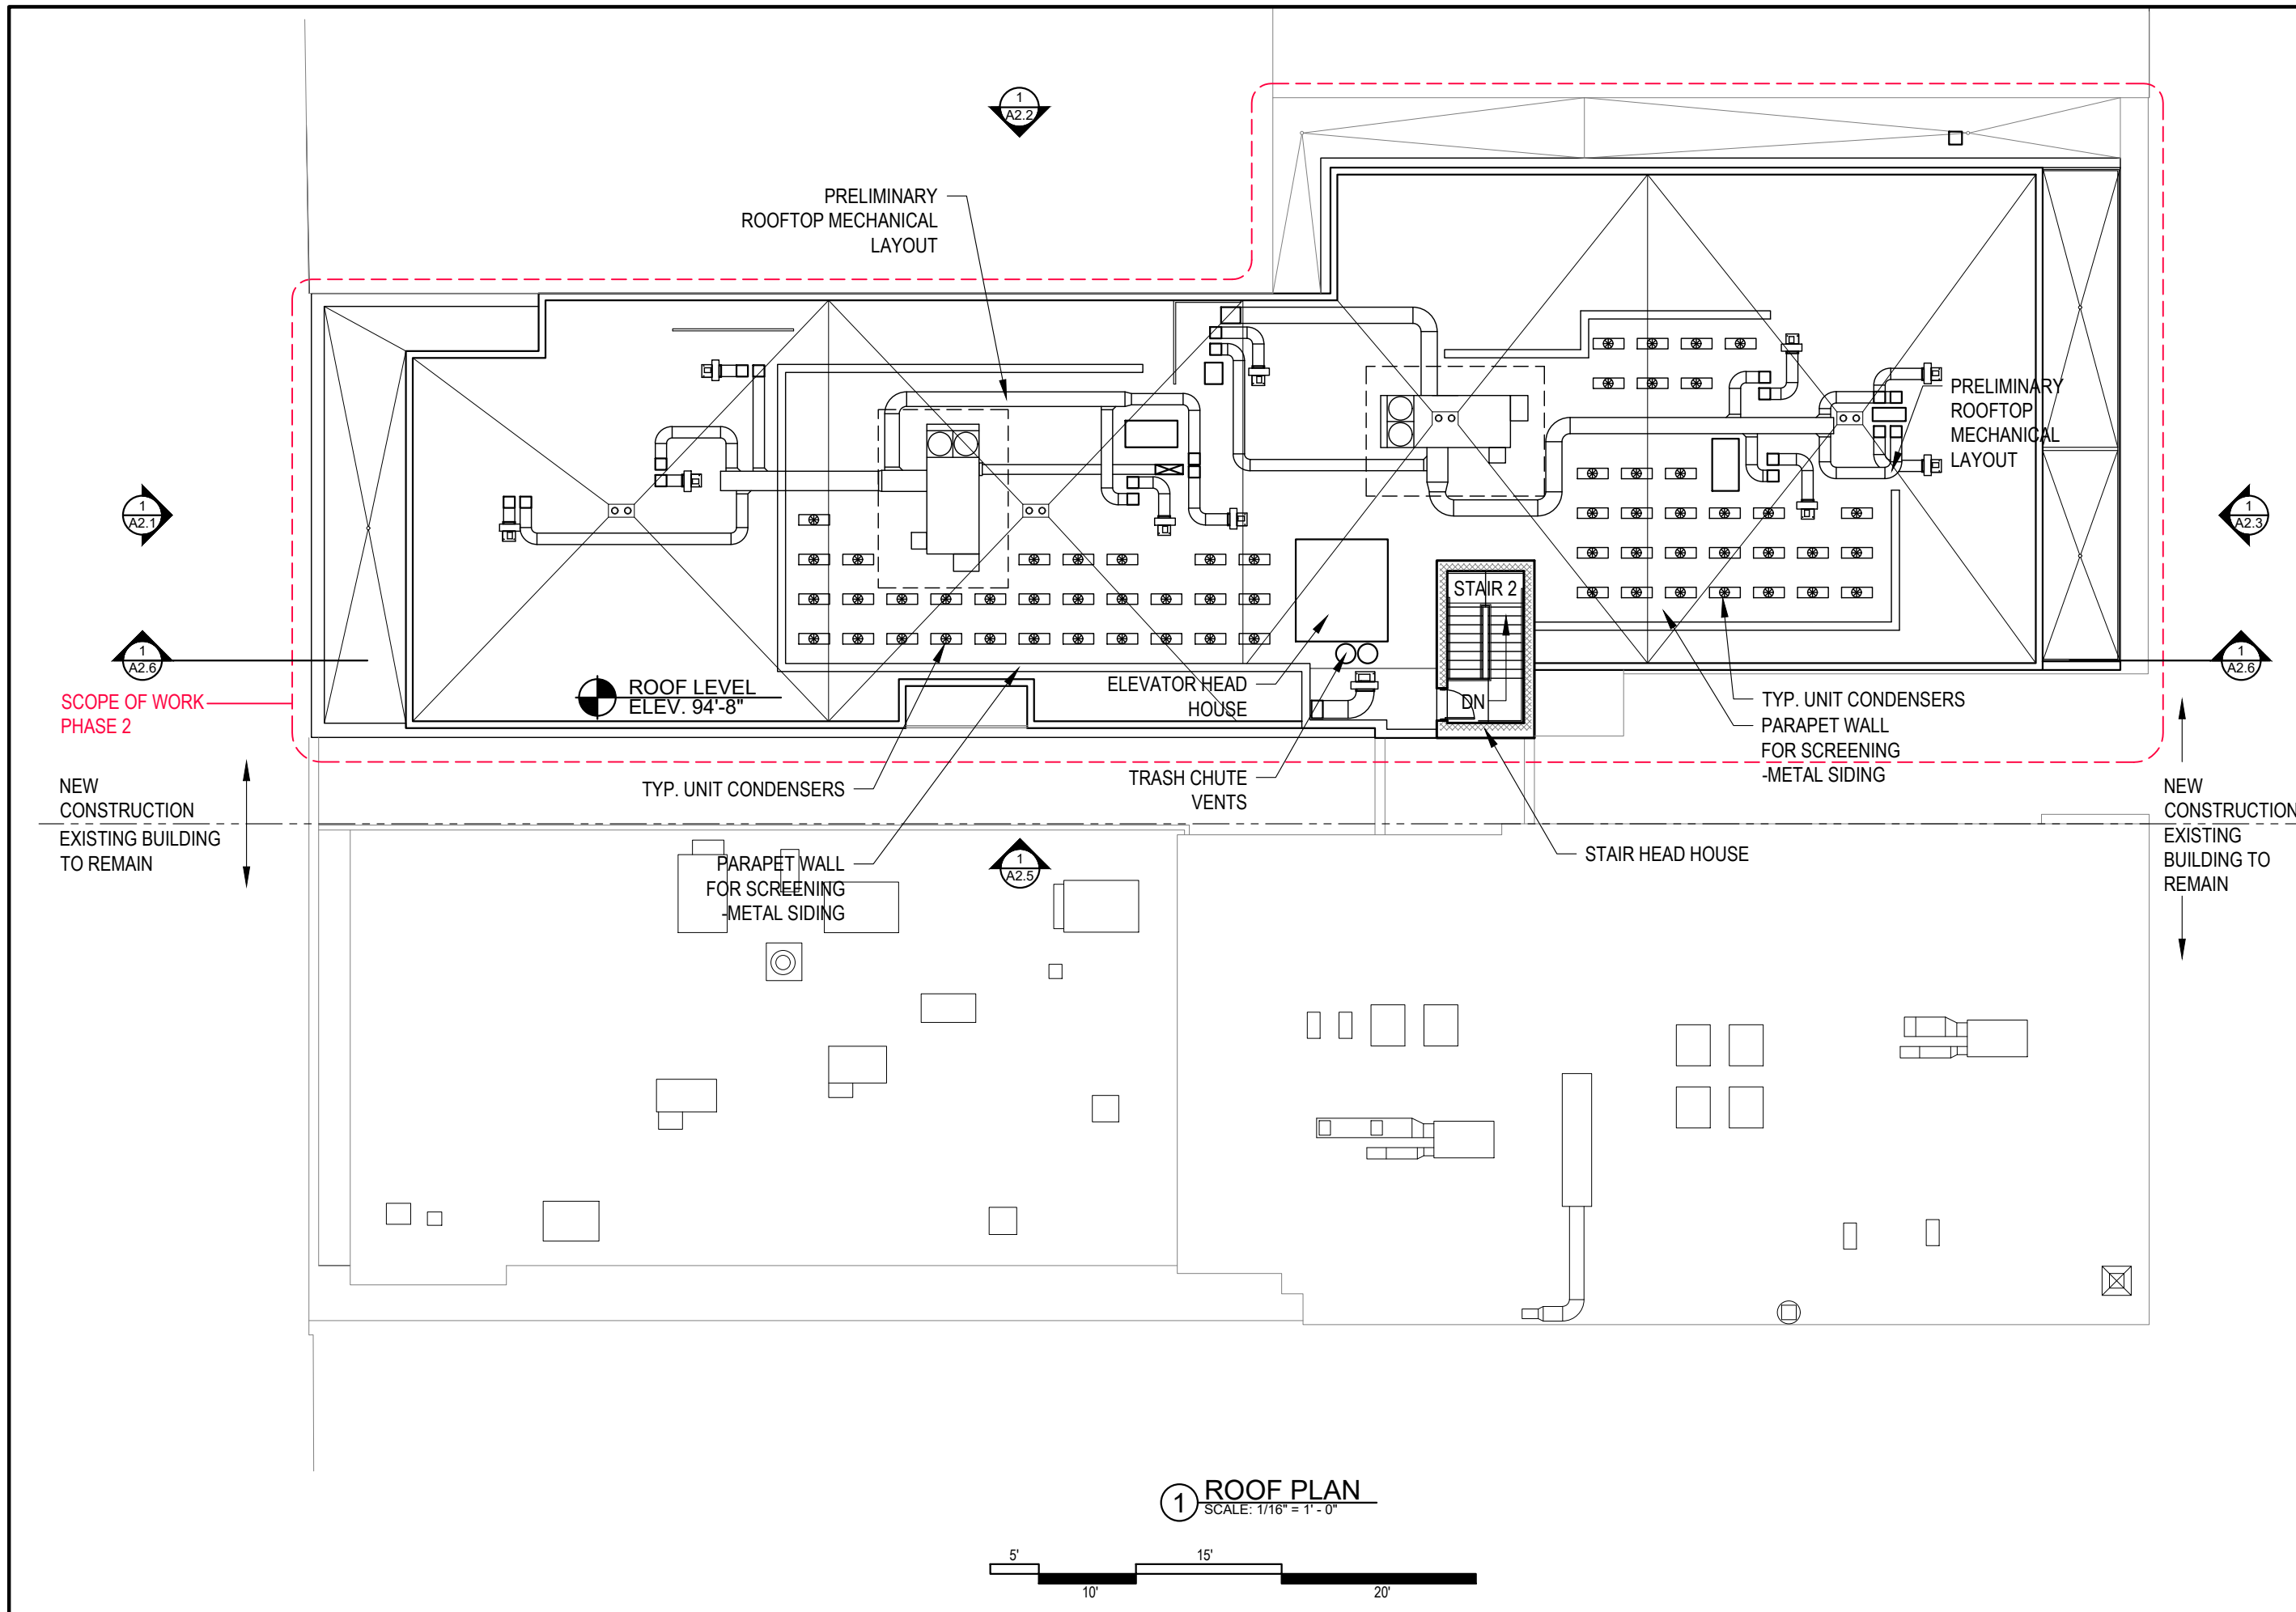 1
A2.2
PRELIMINARY
ROOFTOP MECHANICAL
LAYOUT
PRELIMINARY
ROOFTOP
MECHANICAL
LAYOUT
1
A2.1
1
A2.3
STAIR 2
1
A2.6
1
A2.6
SCOPE OF WORK
PHASE 2
ROOF LEVEL
ELEV. 94'-8"
ELEVATOR HEAD
HOUSE
DN
TYP. UNIT CONDENSERS
PARAPET WALL
FOR SCREENING
-METAL SIDING
TYP. UNIT CONDENSERS
TRASH CHUTE
VENTS
NEW
CONSTRUCTION
EXISTING BUILDING
TO REMAIN
NEW
CONSTRUCTION
EXISTING
BUILDING TO
REMAIN
PARAPET WALL
FOR SCREENING
-METAL SIDING
1
A2.5
STAIR HEAD HOUSE
1
ROOF PLAN
SCALE: 1/16" = 1' - 0"
5'
15'
10'
20'